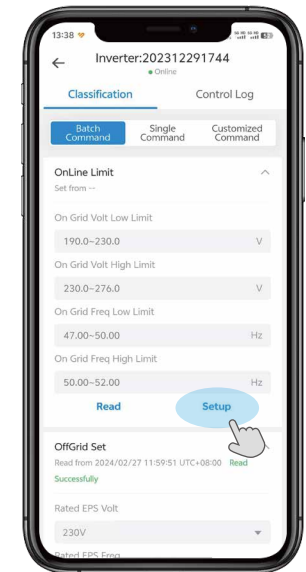 13:38
Inverter:202312291744
Online
Classification Control Log
Batch Command Single Command Customized Command
OnLine Limit
Set from --
On Grid Volt Low Limit
190.0~230.0 V
On Grid Volt High Limit
230.0~276.0 V
On Grid Freq Low Limit
47.00~50.00 Hz
On Grid Freq High Limit
50.00~52.00 Hz
Read Setup
OffGrid Set
Read from 2024/02/27 11:59:51 UTC+08:00 Read
Successfully
Rated EPS Volt
230V
Rated EPS Freq